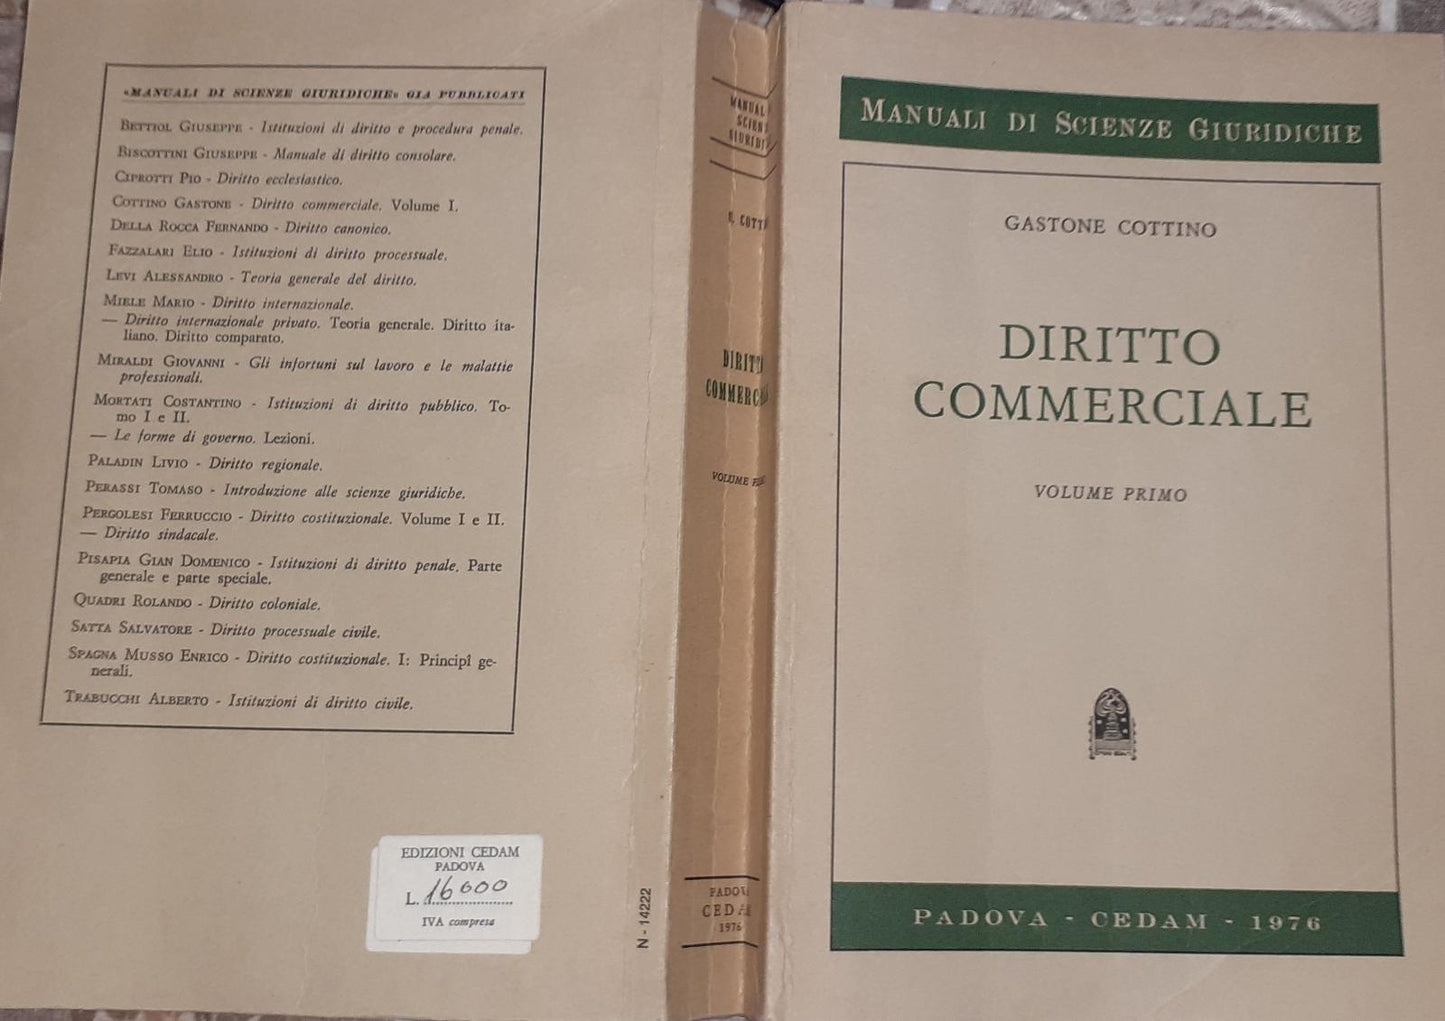 «MANUALI DI SCIENZE GIURIDICHE» GIA PUBBLICATI
BETTIOL GIUSEPPE - Istituzioni di diritto e procedura penale.
BISCOTTINI GIUSEPPE - Manuale di diritto consolare.
CIPROTTI PIO - Diritto ecclesiastico.
COTTINO GASTONE - Diritto commerciale. Volume I.
DELLA ROCCA FERNANDO - Diritto canonico.
FAZZALARI ELIO - Istituzioni di diritto processuale.
LEVI ALESSANDRO - Teoria generale del diritto.
MIELE MARIO - Diritto internazionale.
— Diritto internazionale privato. Teoria generale. Diritto ita-
liano. Diritto comparato.
MIRALDI GIOVANNI - Gli infortuni sul lavoro e le malattie
professionali.
MORTATI COSTANTINO - Istituzioni di diritto pubblico. To-
mo I e II.
— Le forme di governo. Lezioni.
PALADIN LIVIO - Diritto regionale.
PERASSI TOMASO - Introduzione alle scienze giuridiche.
PERGOLESI FERRUCCIO - Diritto costituzionale. Volume I e II.
— Diritto sindacale.
PISAPIA GIAN DOMENICO - Istituzioni di diritto penale. Parte
generale e parte speciale.
QUADRI ROLANDO - Diritto coloniale.
SATTA SALVATORE - Diritto processuale civile.
SPAGNA MUSSO ENRICO - Diritto costituzionale. I: Principî ge-
nerali.
TRABUCCHI ALBERTO - Istituzioni di diritto civile.
EDIZIONI CEDAM
PADOVA
L. 16000
IVA compresa
N - 14222
MANUAL
SCIEN
GIURIDI
G. COTT
DIRITTO
COMMERCIA
VOLUME
PADOV
CEDAM
1976
MANUALI DI SCIENZE GIURIDICHE
GASTONE COTTINO
DIRITTO
COMMERCIALE
VOLUME PRIMO
PADOVA - CEDAM - 1976